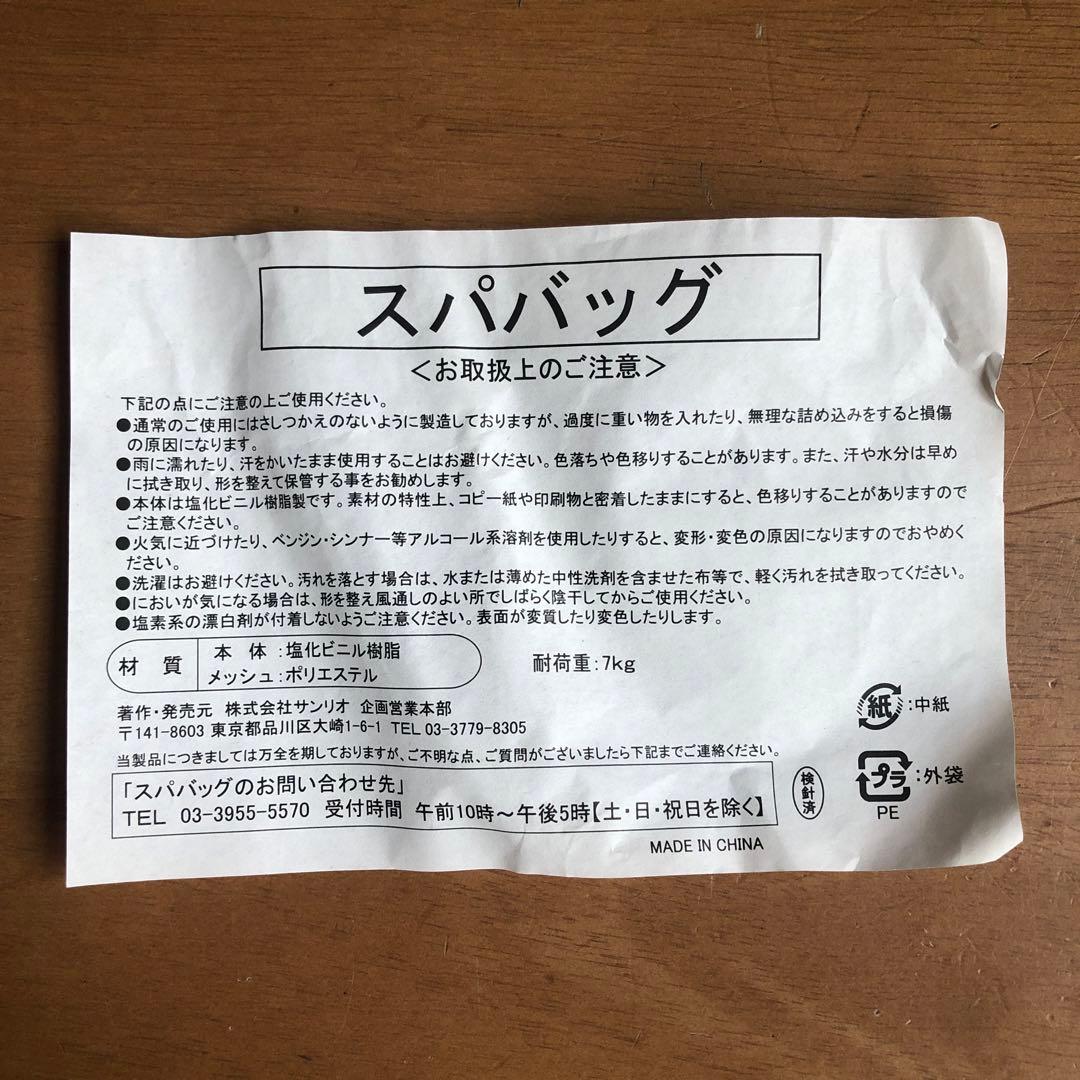 スパバッグ
＜お取扱上のご注意＞
下記の点にご注意の上ご使用ください。
●通常のご使用にはさしつかえのないように製造しておりますが、過度に重い物を入れたり、無理な詰め込みをすると損傷
の原因になります。
●雨に濡れたり、汗をかいたまま使用することはお避けください。色落ちや色移りすることがあります。また、汗や水分は早め
に拭き取り、形を整えて保管する事をお勧めします。
●本体は塩化ビニル樹脂製です。素材の特性上、コピー紙や印刷物と密着したままにすると、色移りすることがありますので
ご注意ください。
●火気に近づけたり、ベンジン・シンナー等アルコール系溶剤を使用したりすると、変形・変色の原因になりますのでおやめく
ださい。
●洗濯はお避けください。汚れを落とす場合は、水または薄めた中性洗剤を含ませた布等で、軽く汚れを拭き取ってください。
●においが気になる場合は、形を整え風通しのよい所でしばらく陰干してからご使用ください。
●塩素系の漂白剤が付着しないようご注意ください。表面が変質したり変色したりします。
材質
本体：塩化ビニル樹脂
メッシュ：ポリエステル
耐荷重：7kg
著作・発売元 株式会社サンリオ 企画営業本部
〒141-8603 東京都品川区大崎1-6-1 TEL 03-3779-8305
当製品につきましては万全を期しておりますが、ご不明な点、ご質問がございましたら下記までご連絡ください。
「スパバッグのお問い合わせ先」
TEL 03-3955-5570 受付時間 午前10時～午後5時【土・日・祝日を除く】
検針済
紙：中紙
プラ：外袋
PE
MADE IN CHINA